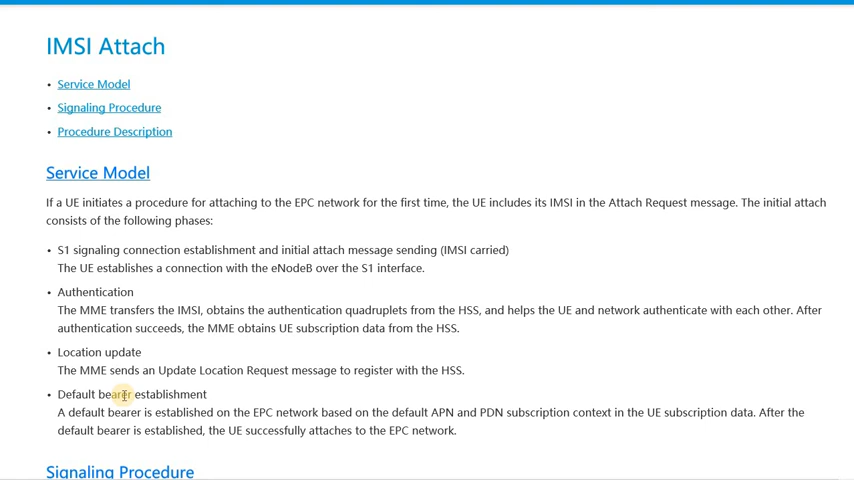 IMSI Attach
• Service Model
• Signaling Procedure
• Procedure Description
Service Model
If a UE initiates a procedure for attaching to the EPC network for the first time, the UE includes its IMSI in the Attach Request message. The initial attach
consists of the following phases:
• S1 signaling connection establishment and initial attach message sending (IMSI carried)
The UE establishes a connection with the eNodeB over the S1 interface.
• Authentication
The MME transfers the IMSI, obtains the authentication quadruplets from the HSS, and helps the UE and network authenticate with each other. After
authentication succeeds, the MME obtains UE subscription data from the HSS.
• Location update
The MME sends an Update Location Request message to register with the HSS.
• Default bearer establishment
A default bearer is established on the EPC network based on the default APN and PDN subscription context in the UE subscription data. After the
default bearer is established, the UE successfully attaches to the EPC network.
Signaling Procedure